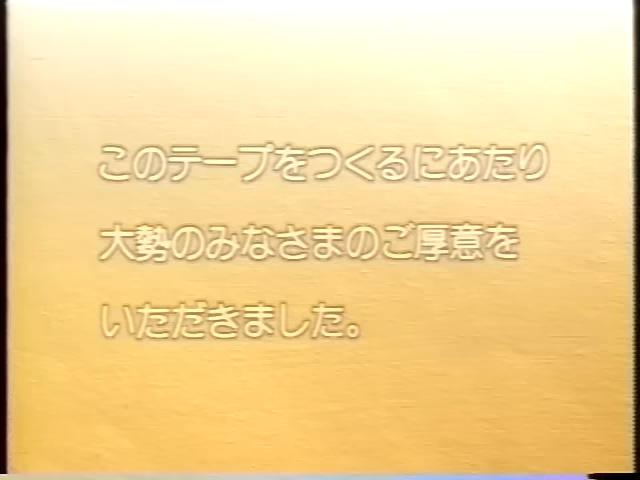 このテープをつくるにあたり
大勢のみなさまのご厚意を
いただきました。